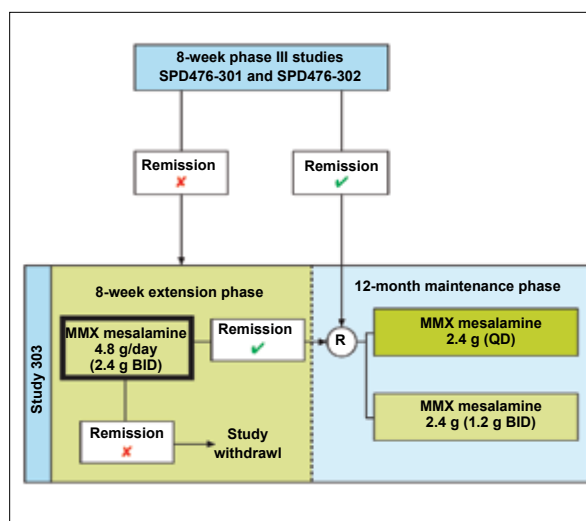 8-week phase III studies
SPD476-301 and SPD476-302
Remission
✘
Remission
✔
Study 303
8-week extension phase
12-month maintenance phase
MMX mesalamine
4.8 g/day
(2.4 g BID)
Remission
✔
R
MMX mesalamine
2.4 g (QD)
Remission
✘
Study
withdrawl
MMX mesalamine
2.4 g (1.2 g BID)